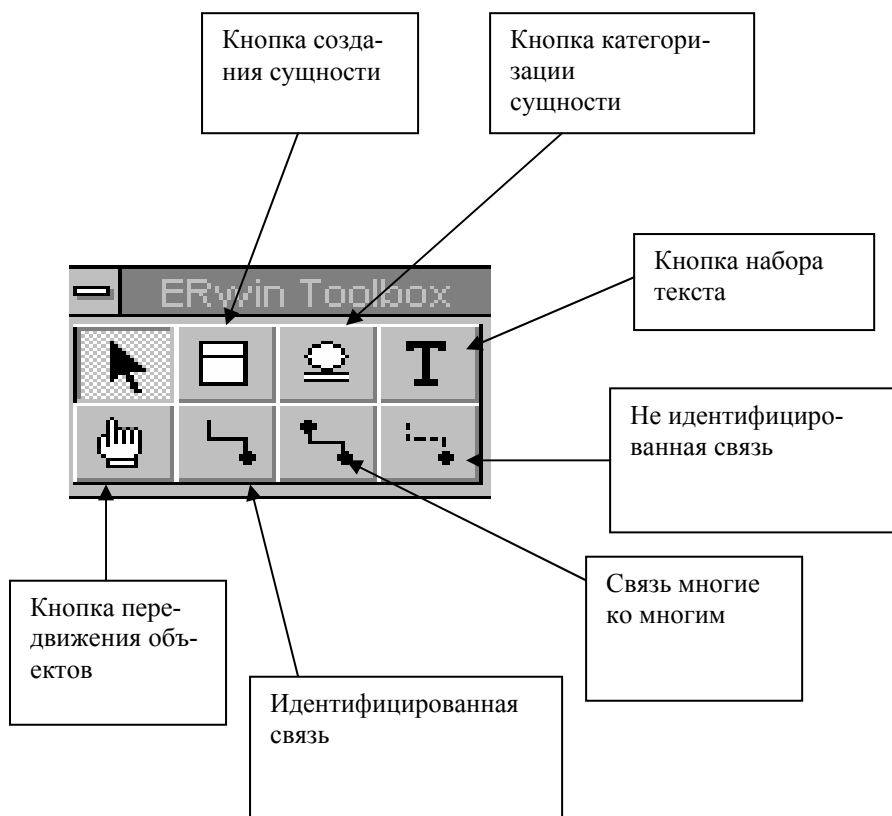 Кнопка созда-
ния сущности
Кнопка категори-
зации
сущности
ERwin Toolbox
Кнопка набора
текста
T
Не идентифициро-
ванная связь
Связь многие
ко многим
Кнопка пере-
движения объ-
ектов
Идентифицированная
связь